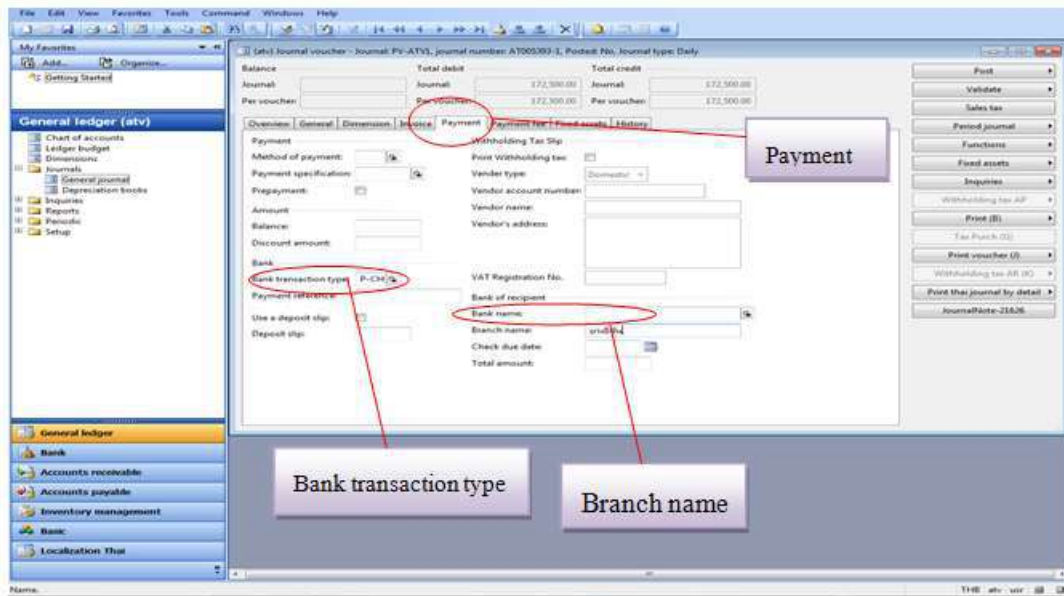 File Edit View Favorites Tools Command Windows Help
My Favorites
Add... Organize...
Getting Started
General ledger (atv)
Chart of accounts
Ledger budget
Dimensions
Journals
General journal
Depreciation books
Inquiries
Reports
Periodic
Setup
General ledger
Bank
Accounts receivable
Accounts payable
Inventory management
Basic
Localization Thai
(atv) Journal voucher - Journal: PV-ATV1, journal number: AT005393-1, Posted: No, Journal type: Daily
Balance Total debit Total credit
Journal: Journal: 172,500.00 Journal: 172,500.00
Per voucher: Per voucher: 172,500.00 Per voucher: 172,500.00
Overview General Dimension Invoice Payment Payment fee Fixed assets History
Payment
Method of payment:
Payment specification:
Prepayment:
Amount
Balance:
Discount amount:
Bank
Bank transaction type: P-CH
Payment reference:
Use a deposit slip:
Deposit slip:
Withholding Tax Slip
Print Withholding tax:
Vender type: Domestic
Vendor account number:
Vendor name:
Vendor's address:
VAT Registration No.
Bank of recipient
Bank name:
Branch name:
Check due date:
Total amount:
Post
Validate
Sales tax
Period journal
Functions
Fixed assets
Inquiries
Withholding tax AP
Print (B)
Tax Punch
Print voucher (J)
Withholding tax AR (K)
Print thai journal by detail
JournalNote-21626
Payment
Bank transaction type
Branch name
Name.
THB atv usr